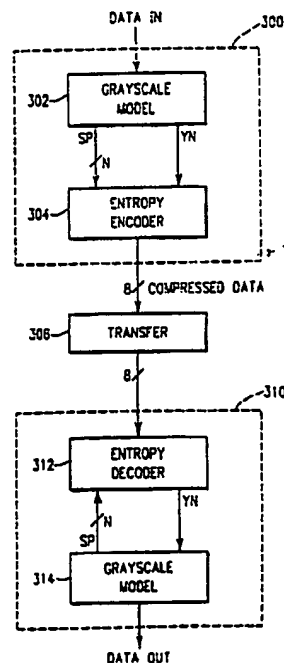 DATA IN
300
302
GRAYSCALE
MODEL
SP
N
YN
304
ENTROPY
ENCODER
8
COMPRESSED DATA
306
TRANSFER
8
310
312
ENTROPY
DECODER
N
SP
YN
314
GRAYSCALE
MODEL
DATA OUT